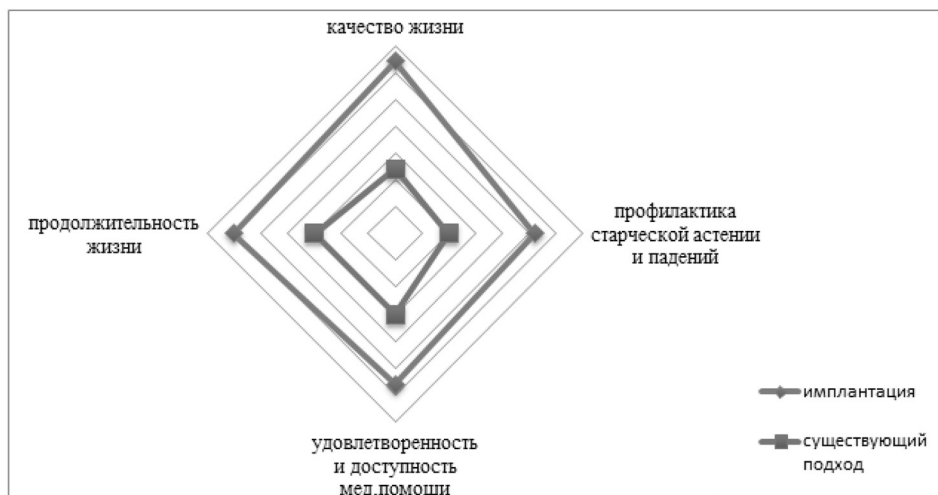 качество жизни
продолжительность
жизни
профилактика
старческой астении
и падений
удовлетворенность
и доступность
мед.помощи
имплантация
существующий
подход